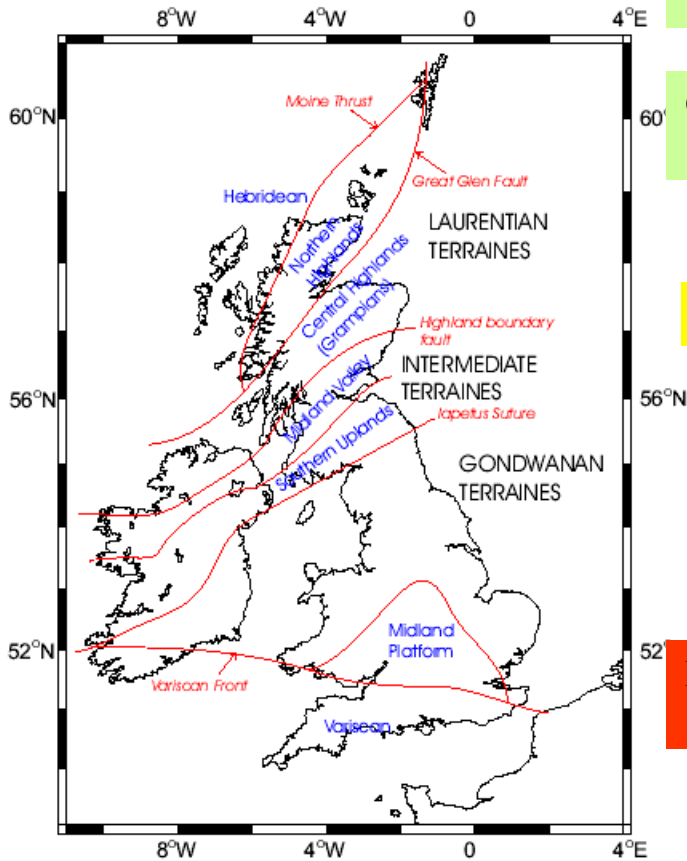 8°W 4°W 0 4°E
60°N
60°
Moine Thrust
Great Glen Fault
Hebridean
Northern
Highlands
LAURENTIAN
TERRAINES
Central Highlands
(Grampians)
Highland boundary
fault
INTERMEDIATE
TERRAINES
56°N
56°N
Midland Valley
Iapetus Suture
Southern Uplands
GONDWANAN
TERRAINES
52°N
52°N
Midland
Platform
Variscan Front
Variscan
8°W 4°W 0 4°E